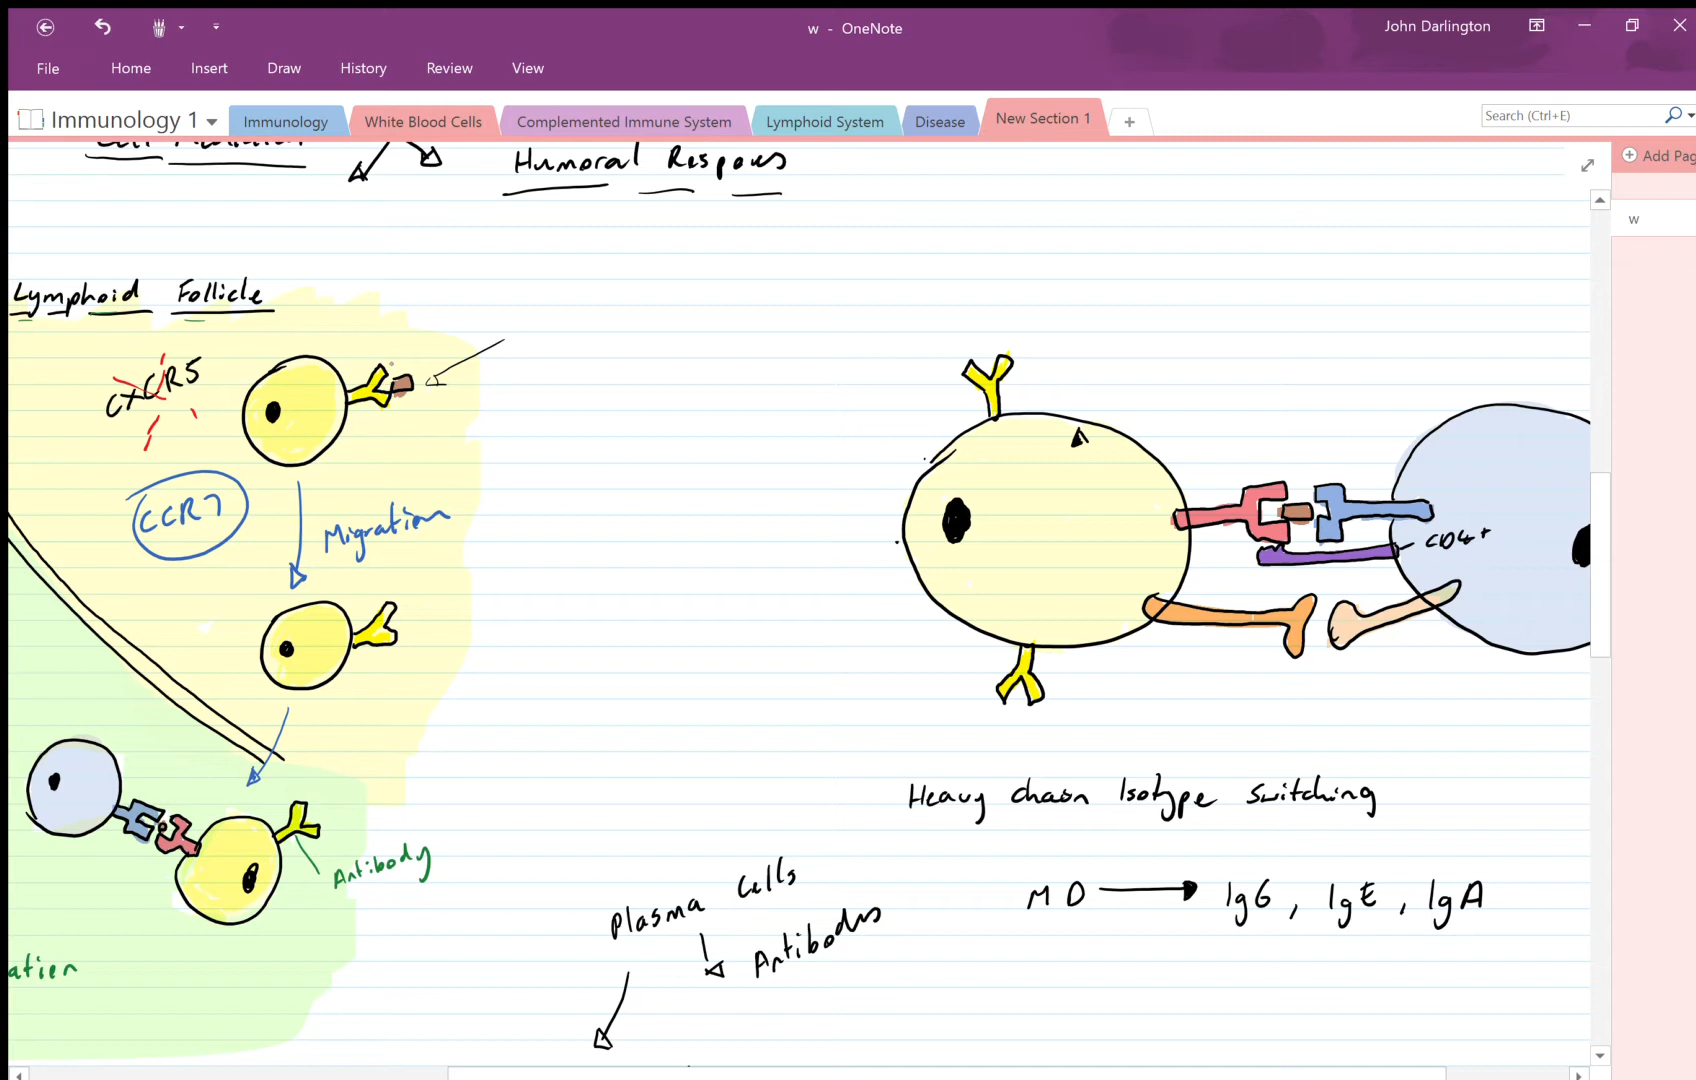 w - OneNote
John Darlington
File Home Insert Draw History Review View
Immunology 1
Immunology
White Blood Cells
Complemented Immune System
Lymphoid System
Disease
New Section 1
Search (Ctrl+E)
Add Pag
w
Humoral Respons
Lymphoid Follicle
CXCR5
CCR7
Migration
Antibody
ation
CD4+
Heavy chain Isotype switching
M D IgG, IgE, IgA
Plasma Cells
Antibodies